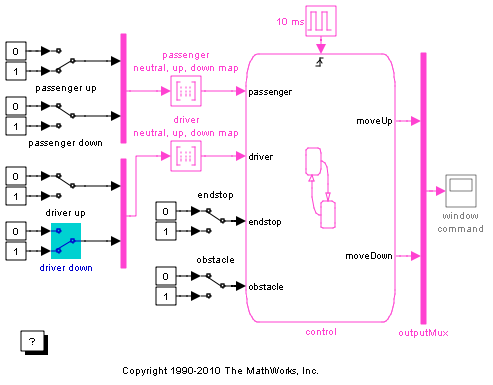 10 ms
0
1
passenger up
0
1
passenger down
passenger
neutral, up, down map
driver
neutral, up, down map
0
1
driver up
0
1
driver down
endstop
0
1
obstacle
0
1
passenger
driver
endstop
obstacle
moveUp
moveDown
control
outputMux
window
command
?
Copyright 1990-2010 The MathWorks, Inc.